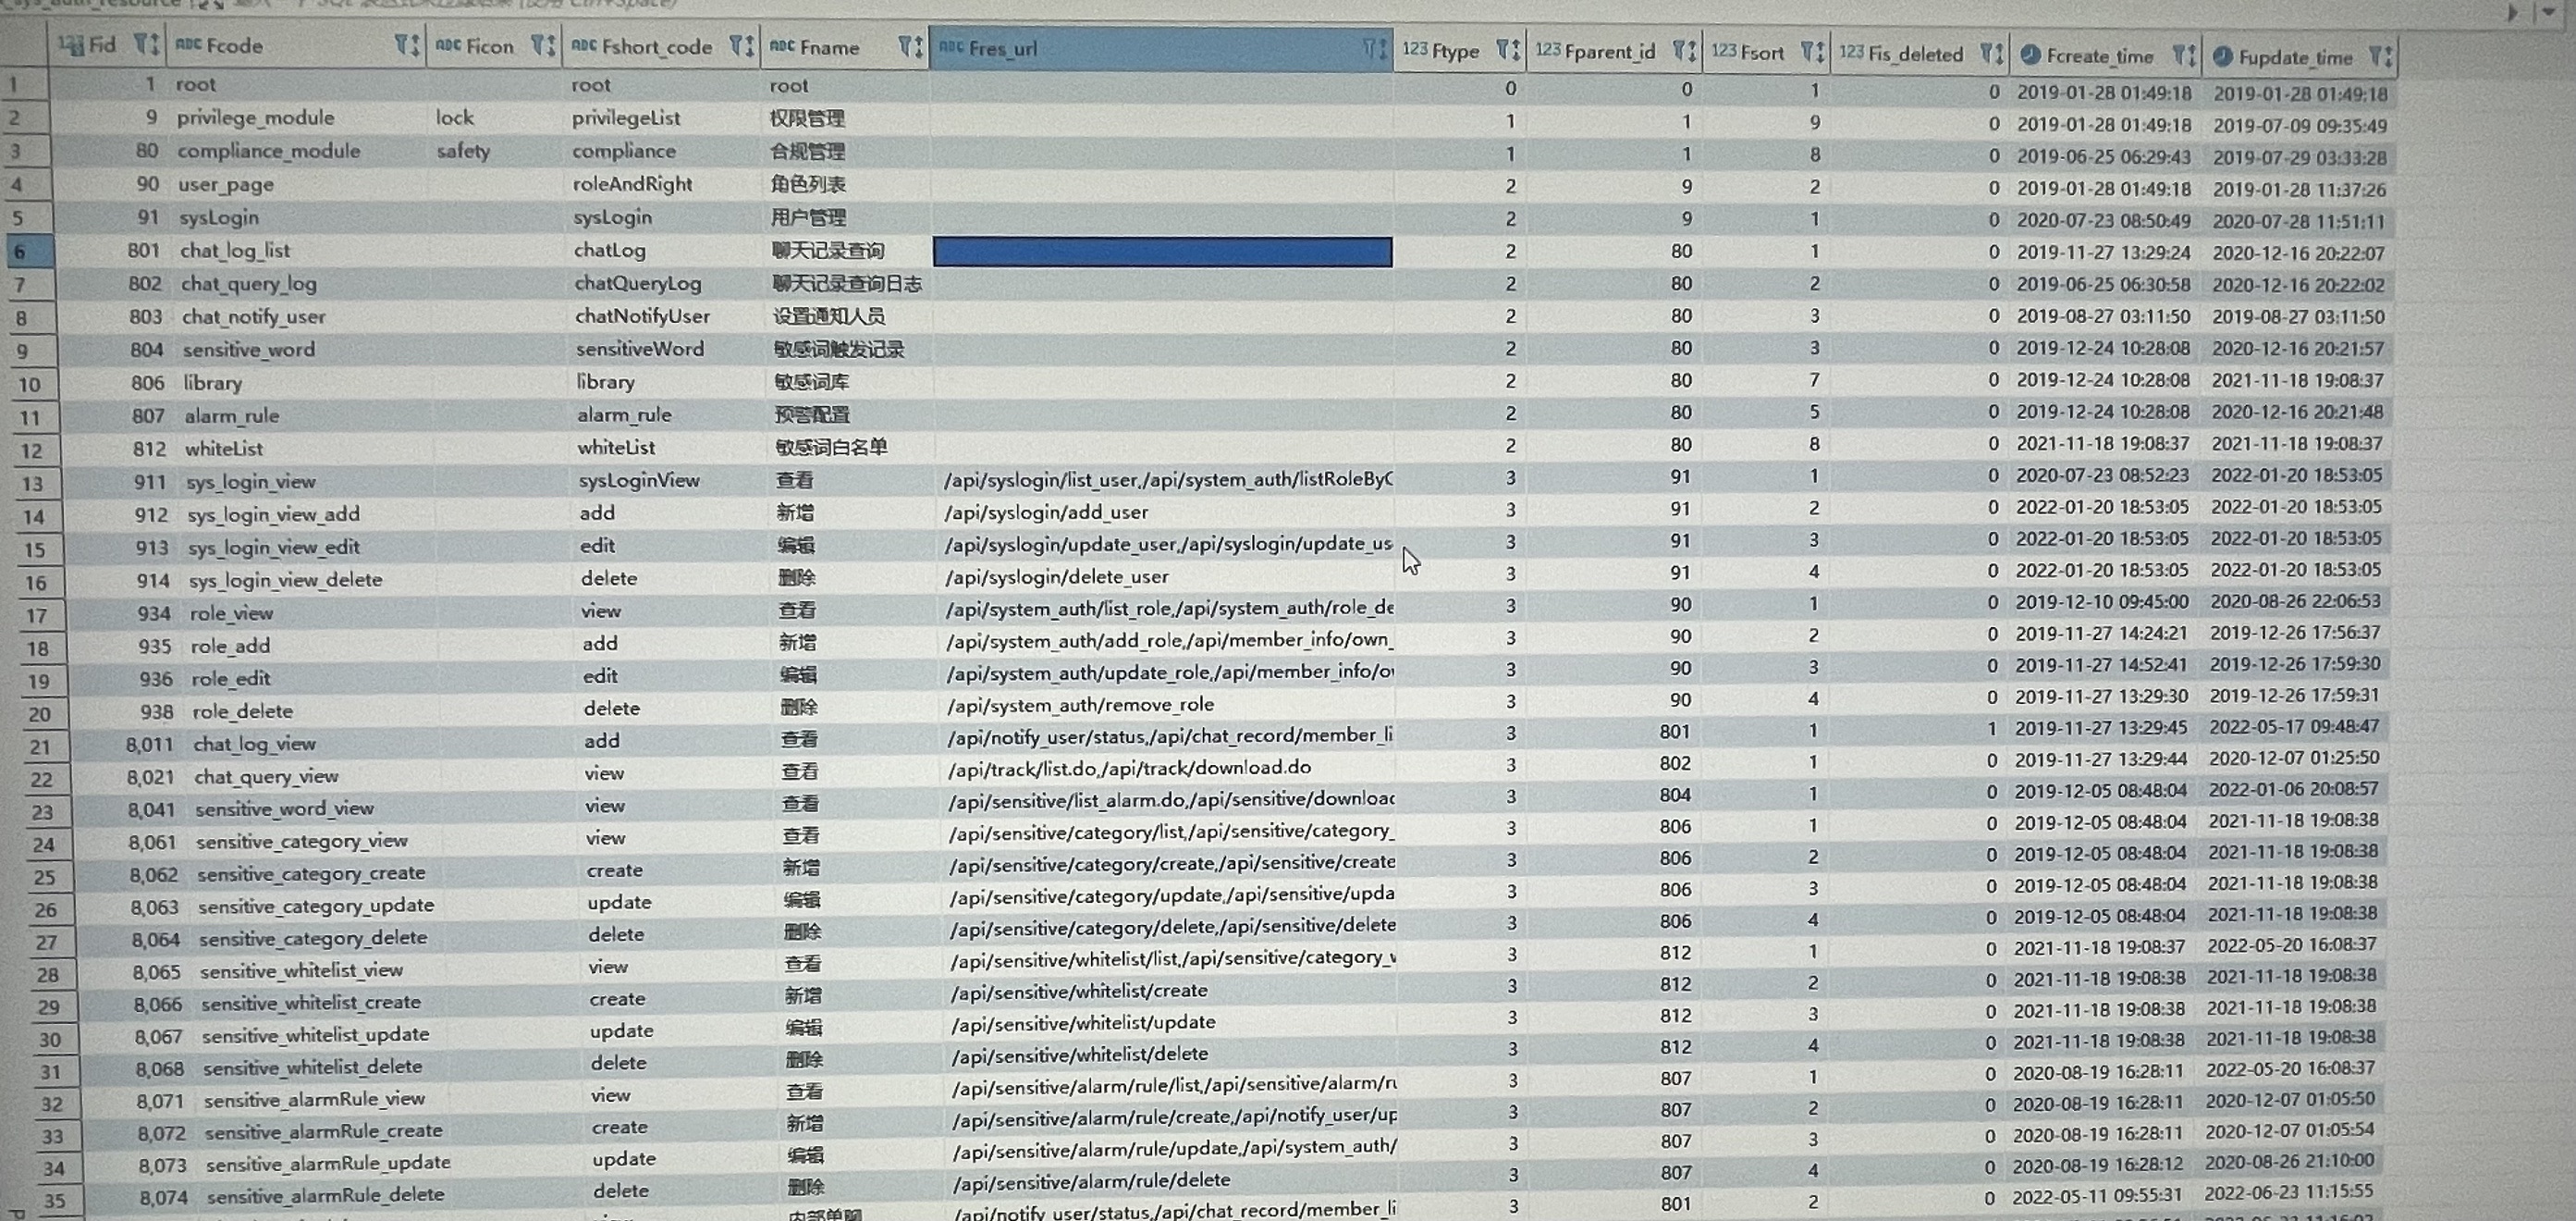 Fid Fcode Ficon Fshort_code Fname Fres_url Ftype Fparent_id Fsort Fis_deleted Fcreate_time Fupdate_time
1 1 root root root 0 0 1 0 2019-01-28 01:49:18 2019-01-28 01:49:18
2 9 privilege_module lock privilegeList 权限管理 1 1 9 0 2019-01-28 01:49:18 2019-07-09 09:35:49
3 80 compliance_module safety compliance 合规管理 1 1 8 0 2019-06-25 06:29:43 2019-07-29 03:33:28
4 90 user_page roleAndRight 角色列表 2 9 2 0 2019-01-28 01:49:18 2019-01-28 11:37:26
5 91 sysLogin sysLogin 用户管理 2 9 1 0 2020-07-23 08:50:49 2020-07-28 11:51:11
6 801 chat_log_list chatLog 聊天记录查询 2 80 1 0 2019-11-27 13:29:24 2020-12-16 20:22:07
7 802 chat_query_log chatQueryLog 聊天记录查询日志 2 80 2 0 2019-06-25 06:30:58 2020-12-16 20:22:02
8 803 chat_notify_user chatNotifyUser 设置通知人员 2 80 3 0 2019-08-27 03:11:50 2019-08-27 03:11:50
9 804 sensitive_word sensitiveWord 敏感词触发记录 2 80 3 0 2019-12-24 10:28:08 2020-12-16 20:21:57
10 806 library library 敏感词库 2 80 7 0 2019-12-24 10:28:08 2021-11-18 19:08:37
11 807 alarm_rule alarm_rule 预警配置 2 80 5 0 2019-12-24 10:28:08 2020-12-16 20:21:48
12 812 whiteList whiteList 敏感词白名单 2 80 8 0 2021-11-18 19:08:37 2021-11-18 19:08:37
13 911 sys_login_view sysLoginView 查看 /api/syslogin/list_user,/api/system_auth/listRoleByC 3 91 1 0 2020-07-23 08:52:23 2022-01-20 18:53:05
14 912 sys_login_view_add add 新增 /api/syslogin/add_user 3 91 2 0 2022-01-20 18:53:05 2022-01-20 18:53:05
15 913 sys_login_view_edit edit 编辑 /api/syslogin/update_user,/api/syslogin/update_us 3 91 3 0 2022-01-20 18:53:05 2022-01-20 18:53:05
16 914 sys_login_view_delete delete 删除 /api/syslogin/delete_user 3 91 4 0 2022-01-20 18:53:05 2022-01-20 18:53:05
17 934 role_view view 查看 /api/system_auth/list_role,/api/system_auth/role_de 3 90 1 0 2019-12-10 09:45:00 2020-08-26 22:06:53
18 935 role_add add 新增 /api/system_auth/add_role,/api/member_info/own_ 3 90 2 0 2019-11-27 14:24:21 2019-12-26 17:56:37
19 936 role_edit edit 编辑 /api/system_auth/update_role,/api/member_info/o 3 90 3 0 2019-11-27 14:52:41 2019-12-26 17:59:30
20 938 role_delete delete 删除 /api/system_auth/remove_role 3 90 4 0 2019-11-27 13:29:30 2019-12-26 17:59:31
21 8,011 chat_log_view add 查看 /api/notify_user/status,/api/chat_record/member_li 3 801 1 1 2019-11-27 13:29:45 2022-05-17 09:48:47
22 8,021 chat_query_view view 查看 /api/track/list.do,/api/track/download.do 3 802 1 0 2019-11-27 13:29:44 2020-12-07 01:25:50
23 8,041 sensitive_word_view view 查看 /api/sensitive/list_alarm.do,/api/sensitive/downloac 3 804 1 0 2019-12-05 08:48:04 2022-01-06 20:08:57
24 8,061 sensitive_category_view view 查看 /api/sensitive/category/list,/api/sensitive/category_ 3 806 1 0 2019-12-05 08:48:04 2021-11-18 19:08:38
25 8,062 sensitive_category_create create 新增 /api/sensitive/category/create,/api/sensitive/create 3 806 2 0 2019-12-05 08:48:04 2021-11-18 19:08:38
26 8,063 sensitive_category_update update 编辑 /api/sensitive/category/update,/api/sensitive/upda 3 806 3 0 2019-12-05 08:48:04 2021-11-18 19:08:38
27 8,064 sensitive_category_delete delete 删除 /api/sensitive/category/delete,/api/sensitive/delete 3 806 4 0 2019-12-05 08:48:04 2021-11-18 19:08:38
28 8,065 sensitive_whitelist_view view 查看 /api/sensitive/whitelist/list,/api/sensitive/category_v 3 812 1 0 2021-11-18 19:08:37 2022-05-20 16:08:37
29 8,066 sensitive_whitelist_create create 新增 /api/sensitive/whitelist/create 3 812 2 0 2021-11-18 19:08:38 2021-11-18 19:08:38
30 8,067 sensitive_whitelist_update update 编辑 /api/sensitive/whitelist/update 3 812 3 0 2021-11-18 19:08:38 2021-11-18 19:08:38
31 8,068 sensitive_whitelist_delete delete 删除 /api/sensitive/whitelist/delete 3 812 4 0 2021-11-18 19:08:38 2021-11-18 19:08:38
32 8,071 sensitive_alarmRule_view view 查看 /api/sensitive/alarm/rule/list,/api/sensitive/alarm/ru 3 807 1 0 2020-08-19 16:28:11 2022-05-20 16:08:37
33 8,072 sensitive_alarmRule_create create 新增 /api/sensitive/alarm/rule/create,/api/notify_user/up 3 807 2 0 2020-08-19 16:28:11 2020-12-07 01:05:50
34 8,073 sensitive_alarmRule_update update 编辑 /api/sensitive/alarm/rule/update,/api/system_auth/ 3 807 3 0 2020-08-19 16:28:11 2020-12-07 01:05:54
35 8,074 sensitive_alarmRule_delete delete 删除 /api/sensitive/alarm/rule/delete 3 807 4 0 2020-08-19 16:28:12 2020-08-26 21:10:00
内部单聊 /api/notify_user/status,/api/chat_record/member_li 3 801 2 0 2022-05-11 09:55:31 2022-06-23 11:15:55